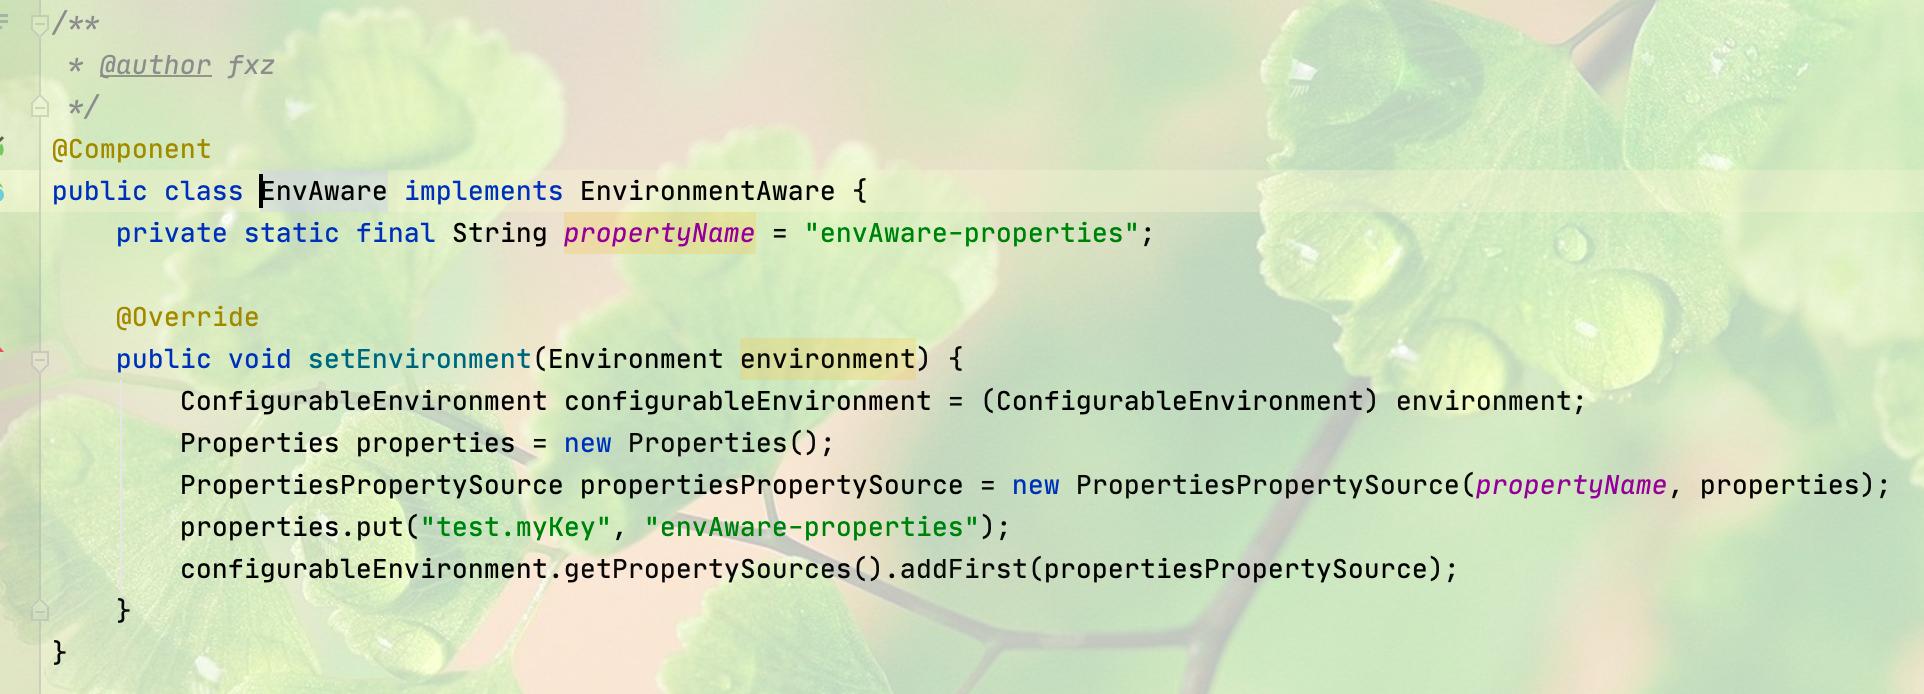 /**
 * @author fxz
 */
@Component
public class EnvAware implements EnvironmentAware {
    private static final String propertyName = "envAware-properties";
    @Override
    public void setEnvironment(Environment environment) {
        ConfigurableEnvironment configurableEnvironment = (ConfigurableEnvironment) environment;
        Properties properties = new Properties();
        PropertiesPropertySource propertiesPropertySource = new PropertiesPropertySource(propertyName, properties);
        properties.put("test.myKey", "envAware-properties");
        configurableEnvironment.getPropertySources().addFirst(propertiesPropertySource);
    }
}